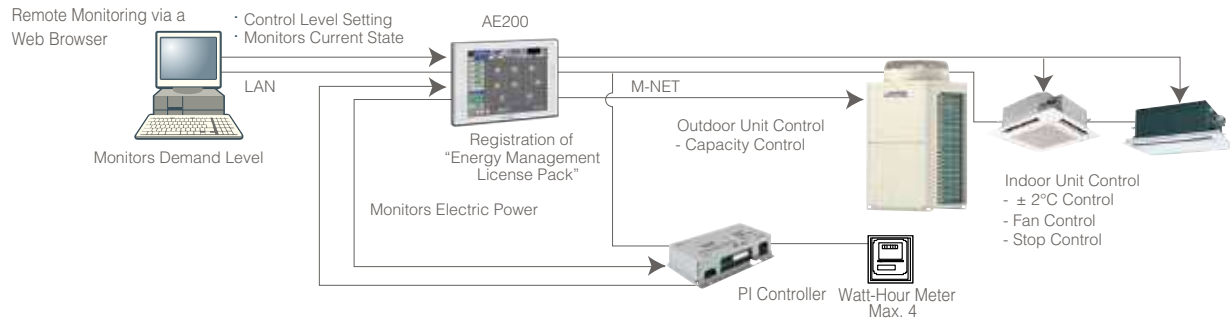 Remote Monitoring via a
Web Browser
· Control Level Setting
· Monitors Current State
AE200
LAN
M-NET
Monitors Demand Level
Registration of
“Energy Management
License Pack”
Outdoor Unit Control
- Capacity Control
Indoor Unit Control
- ± 2°C Control
- Fan Control
- Stop Control
Monitors Electric Power
PI Controller
Watt-Hour Meter
Max. 4